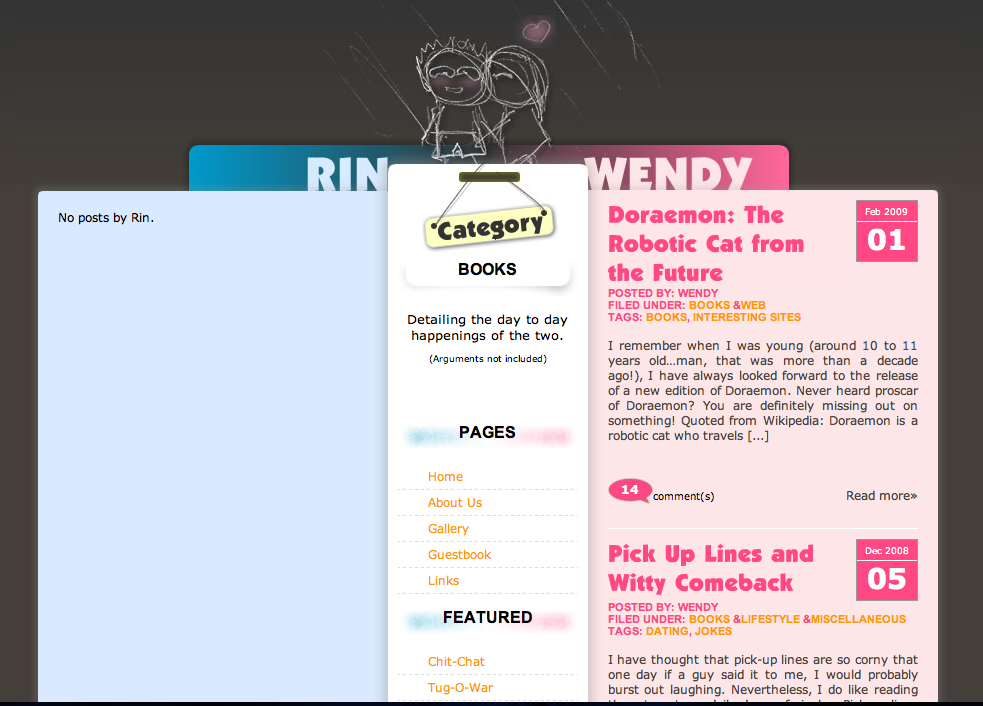 RIN
WENDY
No posts by Rin.
Category
BOOKS
Detailing the day to day
happenings of the two.
(Arguments not included)
PAGES
Home
About Us
Gallery
Guestbook
Links
FEATURED
Chit-Chat
Tug-O-War
Doraemon: The
Robotic Cat from
the Future
Feb 2009
01
POSTED BY: WENDY
FILED UNDER: BOOKS &WEB
TAGS: BOOKS, INTERESTING SITES
I remember when I was young (around 10 to 11
years old...man, that was more than a decade
ago!), I have always looked forward to the release
of a new edition of Doraemon. Never heard proscar
of Doraemon? You are definitely missing out on
something! Quoted from Wikipedia: Doraemon is a
robotic cat who travels [...]
14 comment(s)
Read more»
Pick Up Lines and
Witty Comeback
Dec 2008
05
POSTED BY: WENDY
FILED UNDER: BOOKS &LIFESTYLE &MISCELLANEOUS
TAGS: DATING, JOKES
I have thought that pick-up lines are so corny that
one day if a guy said it to me, I would probably
burst out laughing. Nevertheless, I do like reading